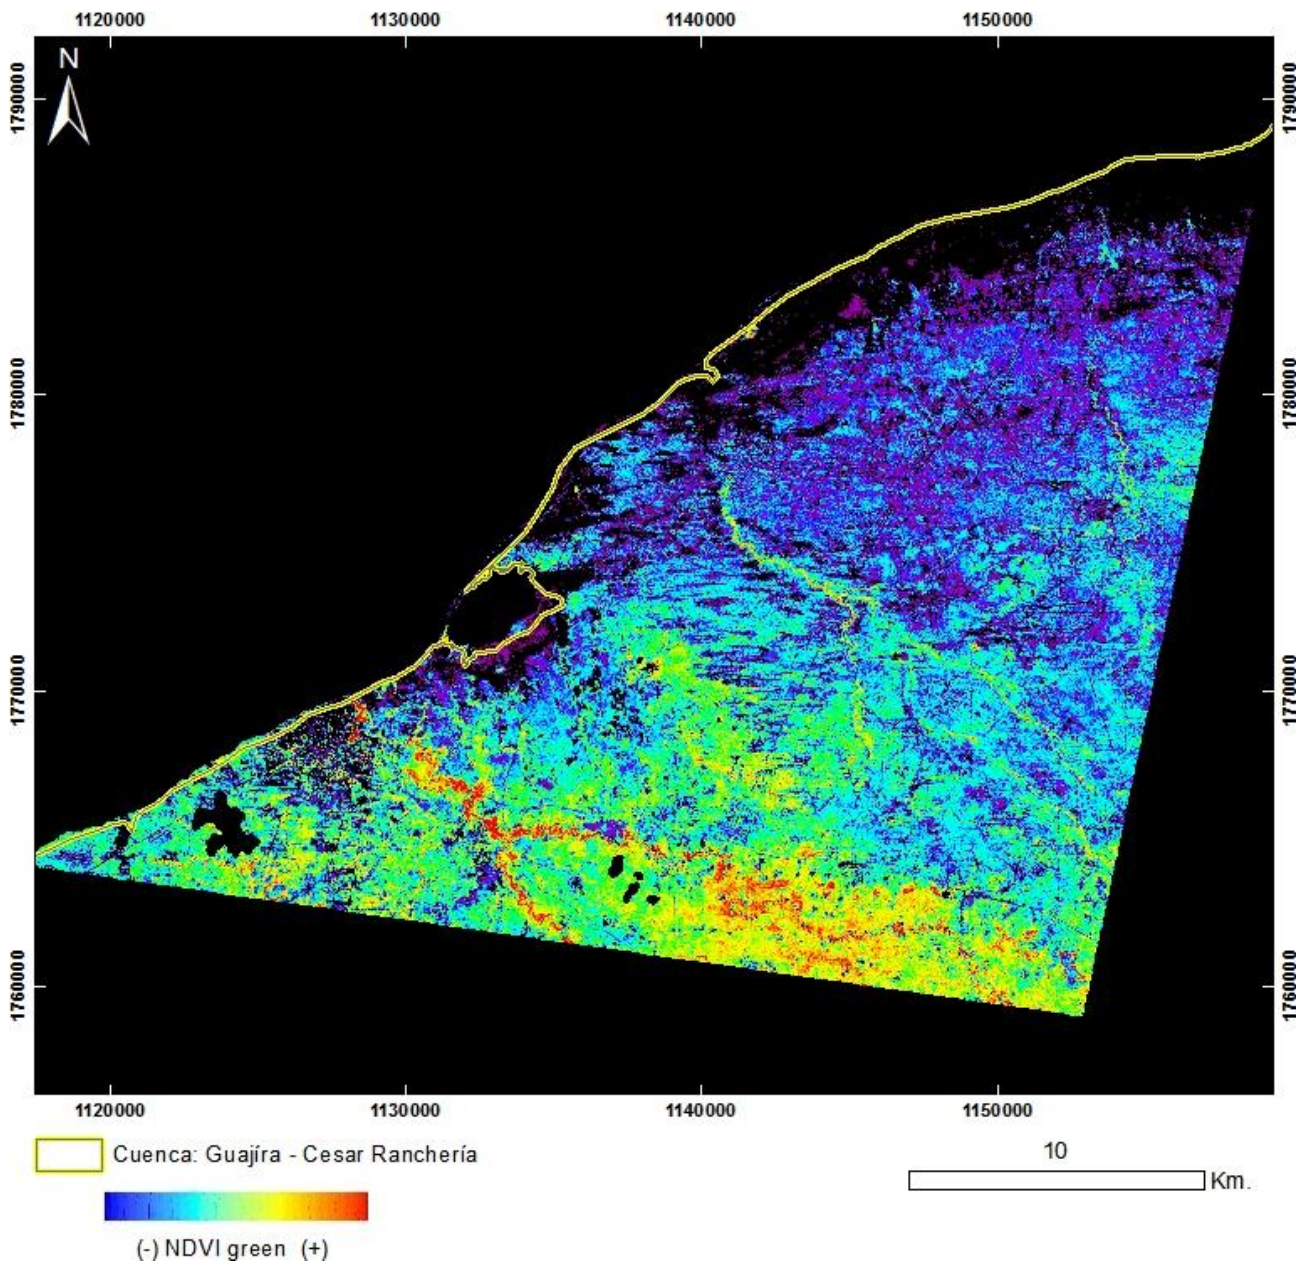 1120000 1130000 1140000 1150000
N
1790000 1790000
1780000 1780000
1770000 1770000
1760000 1760000
1120000 1130000 1140000 1150000
Cuenca: Guajíra - Cesar Ranchería
10
Km.
(-) NDVI green (+)